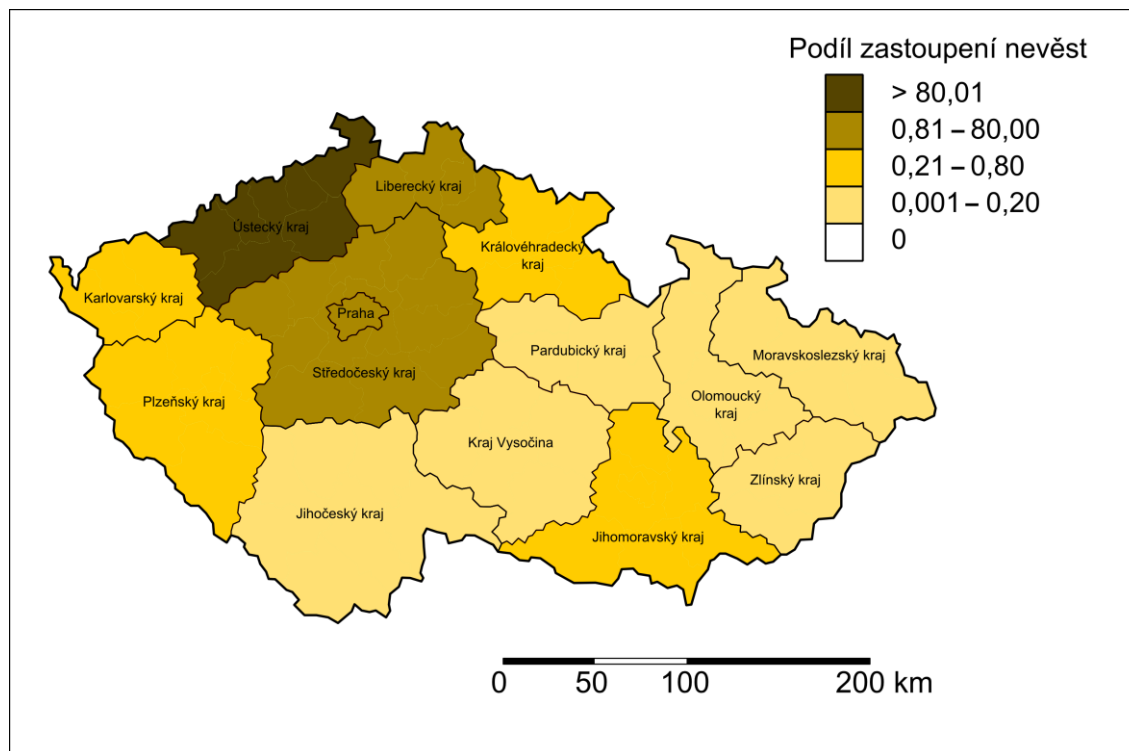 Podíl zastoupení nevěst
> 80,01
0,81 – 80,00
0,21 – 0,80
0,001 – 0,20
0
Liberecký kraj
Ústecký kraj
Královéhradecký
kraj
Karlovarský kraj
Praha
Pardubický kraj
Moravskoslezský kraj
Středočeský kraj
Plzeňský kraj
Olomoucký
kraj
Kraj Vysočina
Zlínský kraj
Jihočeský kraj
Jihomoravský kraj
0 50 100 200 km